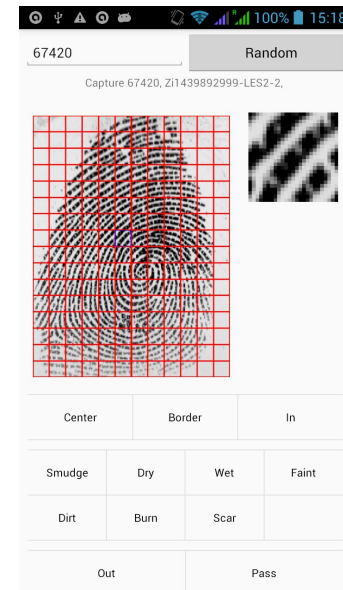 R 100% 15:18
67420 Random
Capture 67420, Zi1439892999-LES2-2,
Center Border In
Smudge Dry Wet Faint
Dirt Burn Scar
Out Pass